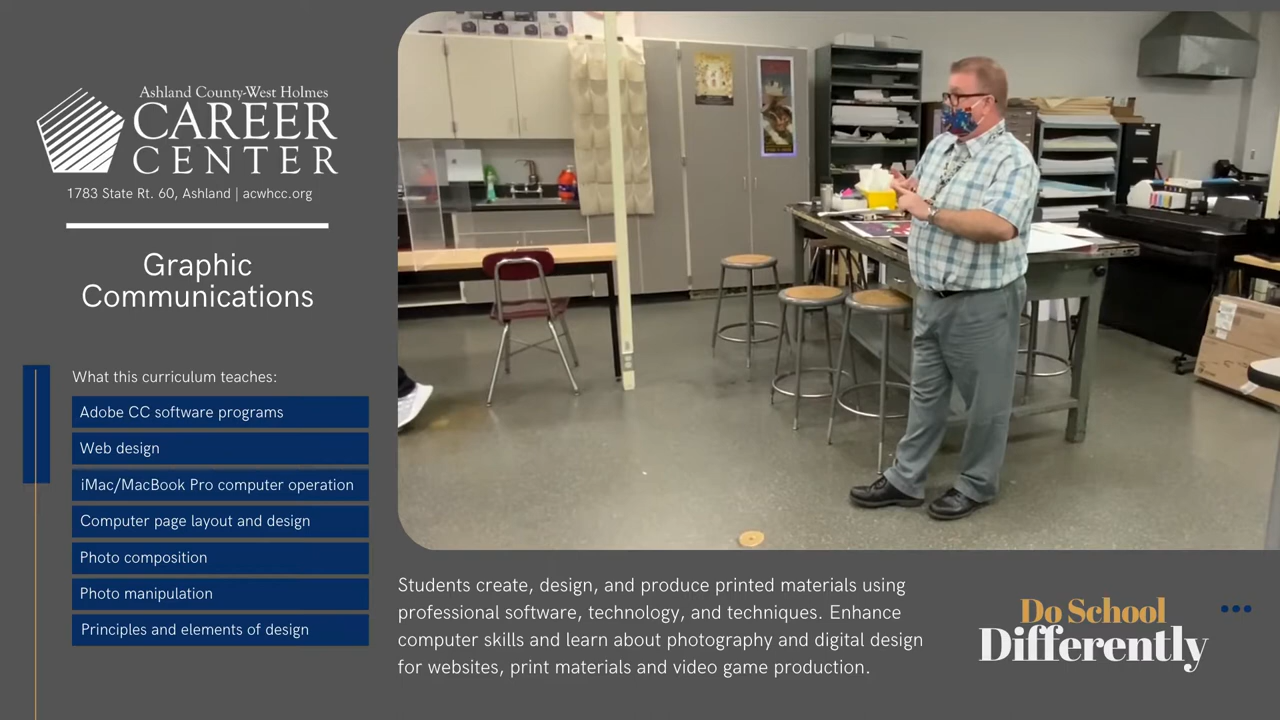 Ashland County-West Holmes
CAREER
CENTER
1783 State Rt. 60, Ashland | acwhcc.org
Graphic
Communications
What this curriculum teaches:
Adobe CC software programs
Web design
iMac/MacBook Pro computer operation
Computer page layout and design
Photo composition
Photo manipulation
Principles and elements of design
Students create, design, and produce printed materials using
professional software, technology, and techniques. Enhance
computer skills and learn about photography and digital design
for websites, print materials and video game production.
Do School
Differently